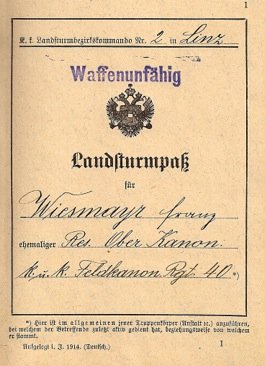 1
K. k. Landsturmbezirkskommando Nr. 2 in Linz
Waffenunfähig
Landsturmpaß
für
Wiesmayr Franz
ehemaliger Res. Ober Kanon.
k.u.k. Feldkanon. Rgt. 40 *)
*) Hier ist im allgemeinen jener Truppenkörper (Anstalt ꝛc.) anzuführen,
bei welchem der Betreffende zuletzt aktiv gedient hat, beziehungsweise von welchem
er stammt.
Aufgelegt i. J. 1914. (Deutsch.)
1